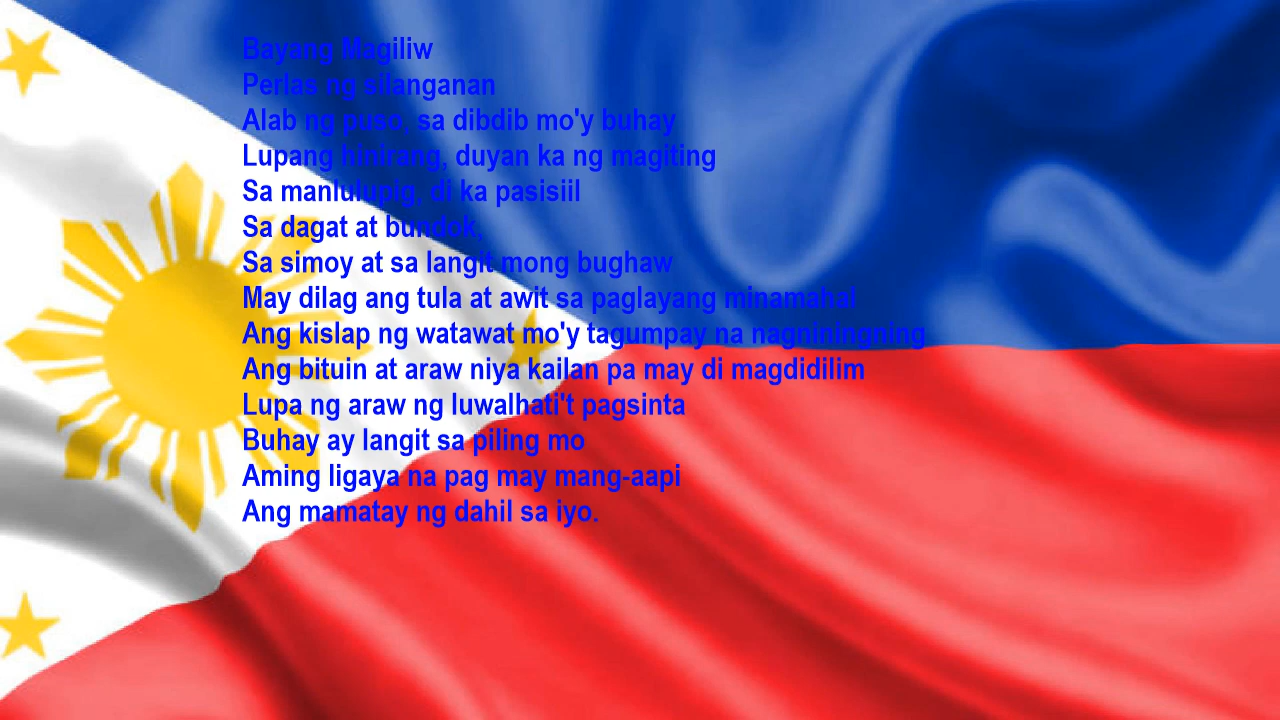 Bayang Magiliw
Perlas ng silanganan
Alab ng puso, sa dibdib mo'y buhay
Lupang hinirang, duyan ka ng magiting
Sa manlulupig, di ka pasisiil
Sa dagat at bundok,
Sa simoy at sa langit mong bughaw
May dilag ang tula at awit sa paglayang minamahal
Ang kislap ng watawat mo'y tagumpay na nagniningning
Ang bituin at araw niya kailan pa may di magdidilim
Lupa ng araw ng luwalhati't pagsinta
Buhay ay langit sa piling mo
Aming ligaya na pag may mang-aapi
Ang mamatay ng dahil sa iyo.